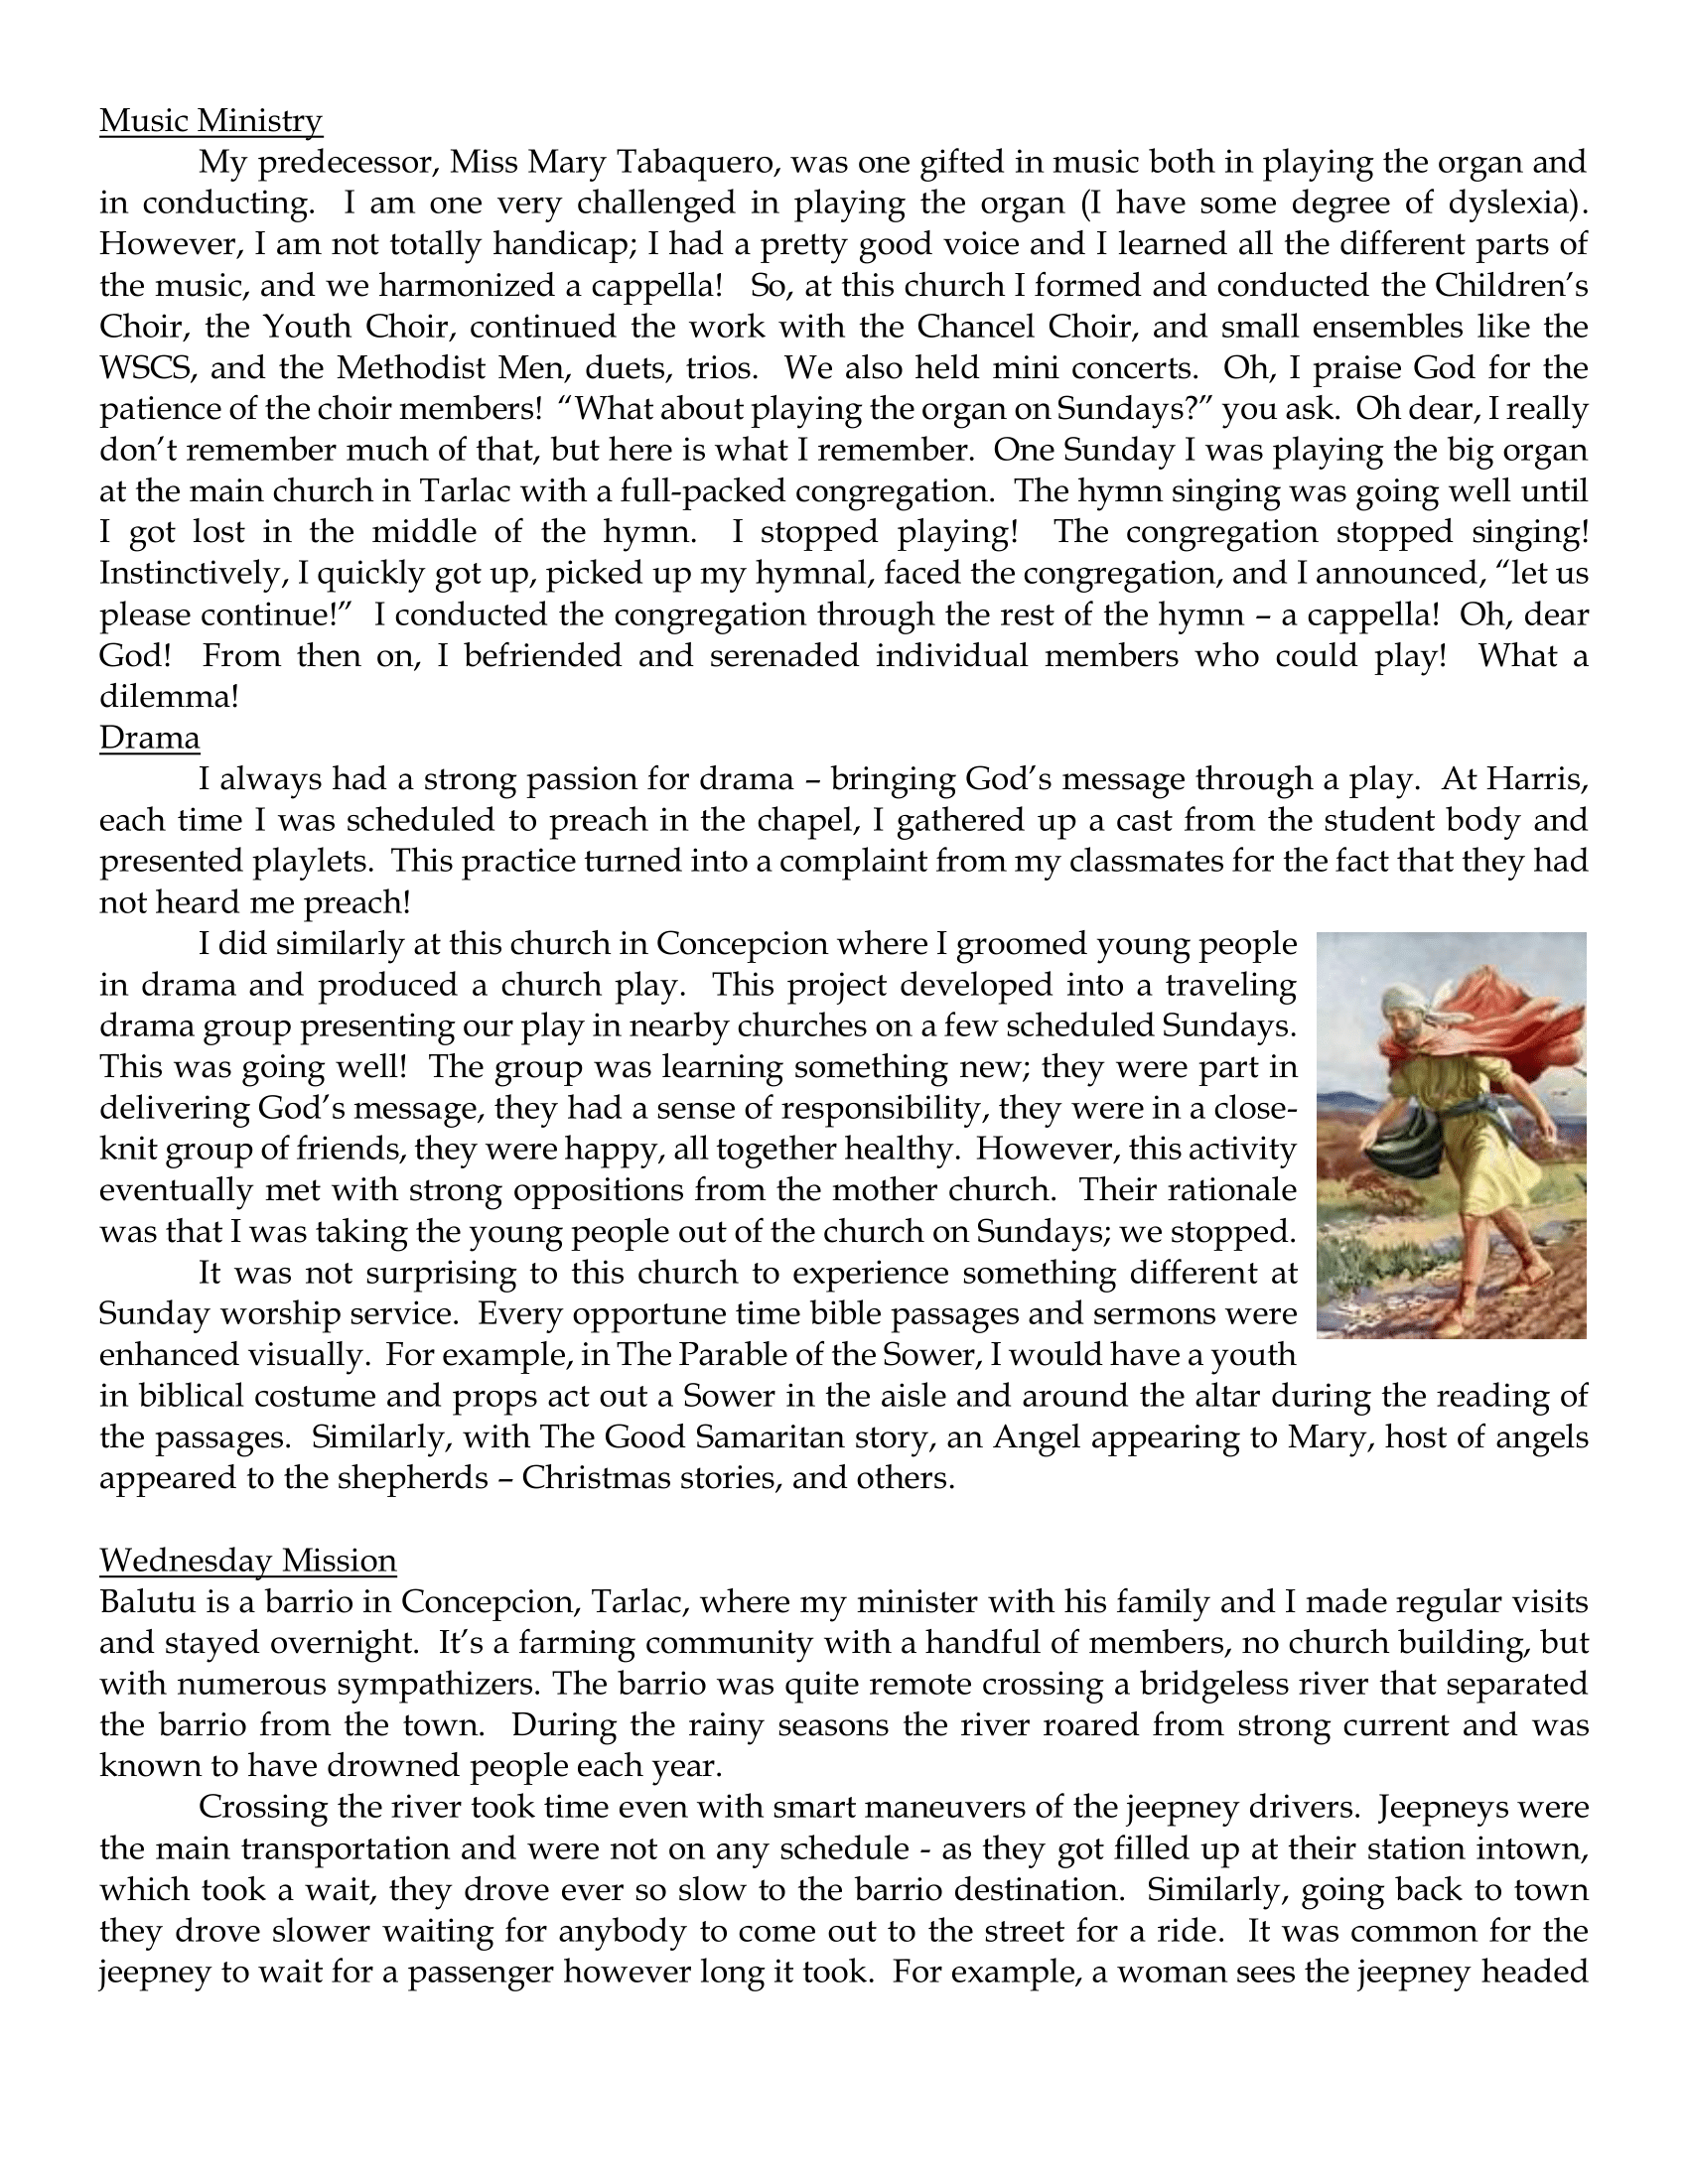 Music Ministry
My predecessor, Miss Mary Tabaquero, was one gifted in music both in playing the organ and
in conducting.  I am one very challenged in playing the organ (I have some degree of dyslexia).
However, I am not totally handicap; I had a pretty good voice and I learned all the different parts of
the music, and we harmonized a cappella!  So, at this church I formed and conducted the Children’s
Choir, the Youth Choir, continued the work with the Chancel Choir, and small ensembles like the
WSCS, and the Methodist Men, duets, trios.  We also held mini concerts.  Oh, I praise God for the
patience of the choir members!  “What about playing the organ on Sundays?” you ask.  Oh dear, I really
don’t remember much of that, but here is what I remember.  One Sunday I was playing the big organ
at the main church in Tarlac with a full-packed congregation.  The hymn singing was going well until
I got lost in the middle of the hymn.  I stopped playing!  The congregation stopped singing!
Instinctively, I quickly got up, picked up my hymnal, faced the congregation, and I announced, “let us
please continue!”  I conducted the congregation through the rest of the hymn – a cappella!  Oh, dear
God!  From then on, I befriended and serenaded individual members who could play!  What a
dilemma!
Drama
I always had a strong passion for drama – bringing God’s message through a play.  At Harris,
each time I was scheduled to preach in the chapel, I gathered up a cast from the student body and
presented playlets.  This practice turned into a complaint from my classmates for the fact that they had
not heard me preach!
I did similarly at this church in Concepcion where I groomed young people
in drama and produced a church play.  This project developed into a traveling
drama group presenting our play in nearby churches on a few scheduled Sundays.
This was going well!  The group was learning something new; they were part in
delivering God’s message, they had a sense of responsibility, they were in a close-
knit group of friends, they were happy, all together healthy.  However, this activity
eventually met with strong oppositions from the mother church.  Their rationale
was that I was taking the young people out of the church on Sundays; we stopped.
It was not surprising to this church to experience something different at
Sunday worship service.  Every opportune time bible passages and sermons were
enhanced visually.  For example, in The Parable of the Sower, I would have a youth
in biblical costume and props act out a Sower in the aisle and around the altar during the reading of
the passages.  Similarly, with The Good Samaritan story, an Angel appearing to Mary, host of angels
appeared to the shepherds – Christmas stories, and others.
Wednesday Mission
Balutu is a barrio in Concepcion, Tarlac, where my minister with his family and I made regular visits
and stayed overnight.  It’s a farming community with a handful of members, no church building, but
with numerous sympathizers. The barrio was quite remote crossing a bridgeless river that separated
the barrio from the town.  During the rainy seasons the river roared from strong current and was
known to have drowned people each year.
Crossing the river took time even with smart maneuvers of the jeepney drivers.  Jeepneys were
the main transportation and were not on any schedule - as they got filled up at their station intown,
which took a wait, they drove ever so slow to the barrio destination.  Similarly, going back to town
they drove slower waiting for anybody to come out to the street for a ride.  It was common for the
jeepney to wait for a passenger however long it took.  For example, a woman sees the jeepney headed